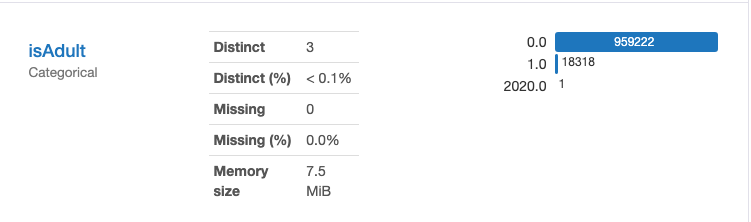 isAdult
Categorical
Distinct 3
Distinct (%) < 0.1%
Missing 0
Missing (%) 0.0%
Memory size 7.5 MiB
0.0 959222
1.0 18318
2020.0 1